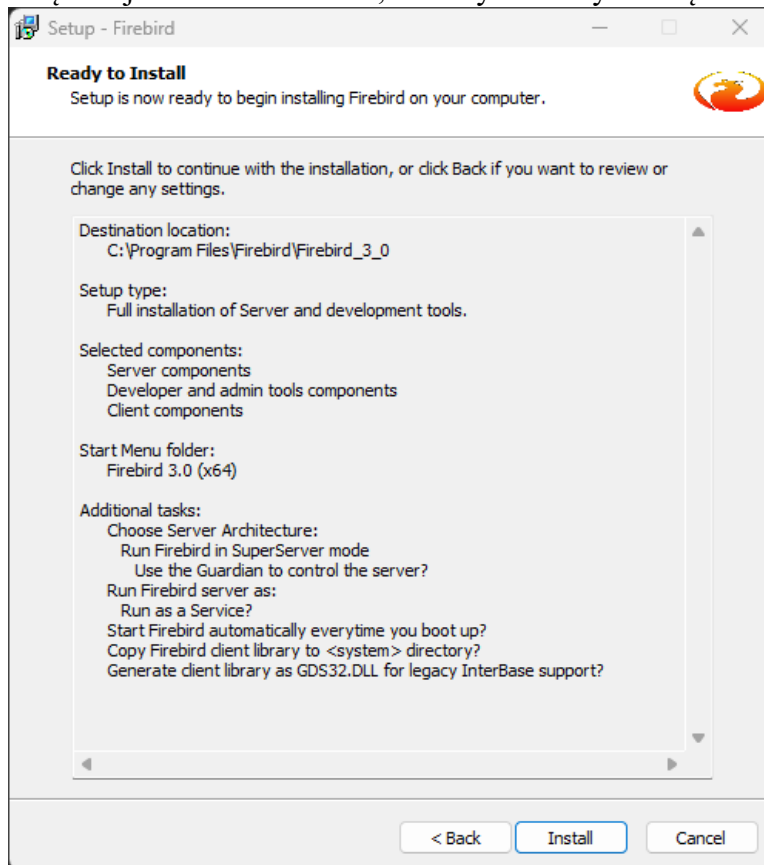 Setup - Firebird
Ready to Install
Setup is now ready to begin installing Firebird on your computer.
Click Install to continue with the installation, or click Back if you want to review or
change any settings.
Destination location:
C:\Program Files\Firebird\Firebird_3_0
Setup type:
Full installation of Server and development tools.
Selected components:
Server components
Developer and admin tools components
Client components
Start Menu folder:
Firebird 3.0 (x64)
Additional tasks:
Choose Server Architecture:
Run Firebird in SuperServer mode
Use the Guardian to control the server?
Run Firebird server as:
Run as a Service?
Start Firebird automatically everytime you boot up?
Copy Firebird client library to <system> directory?
Generate client library as GDS32.DLL for legacy InterBase support?
< Back
Install
Cancel